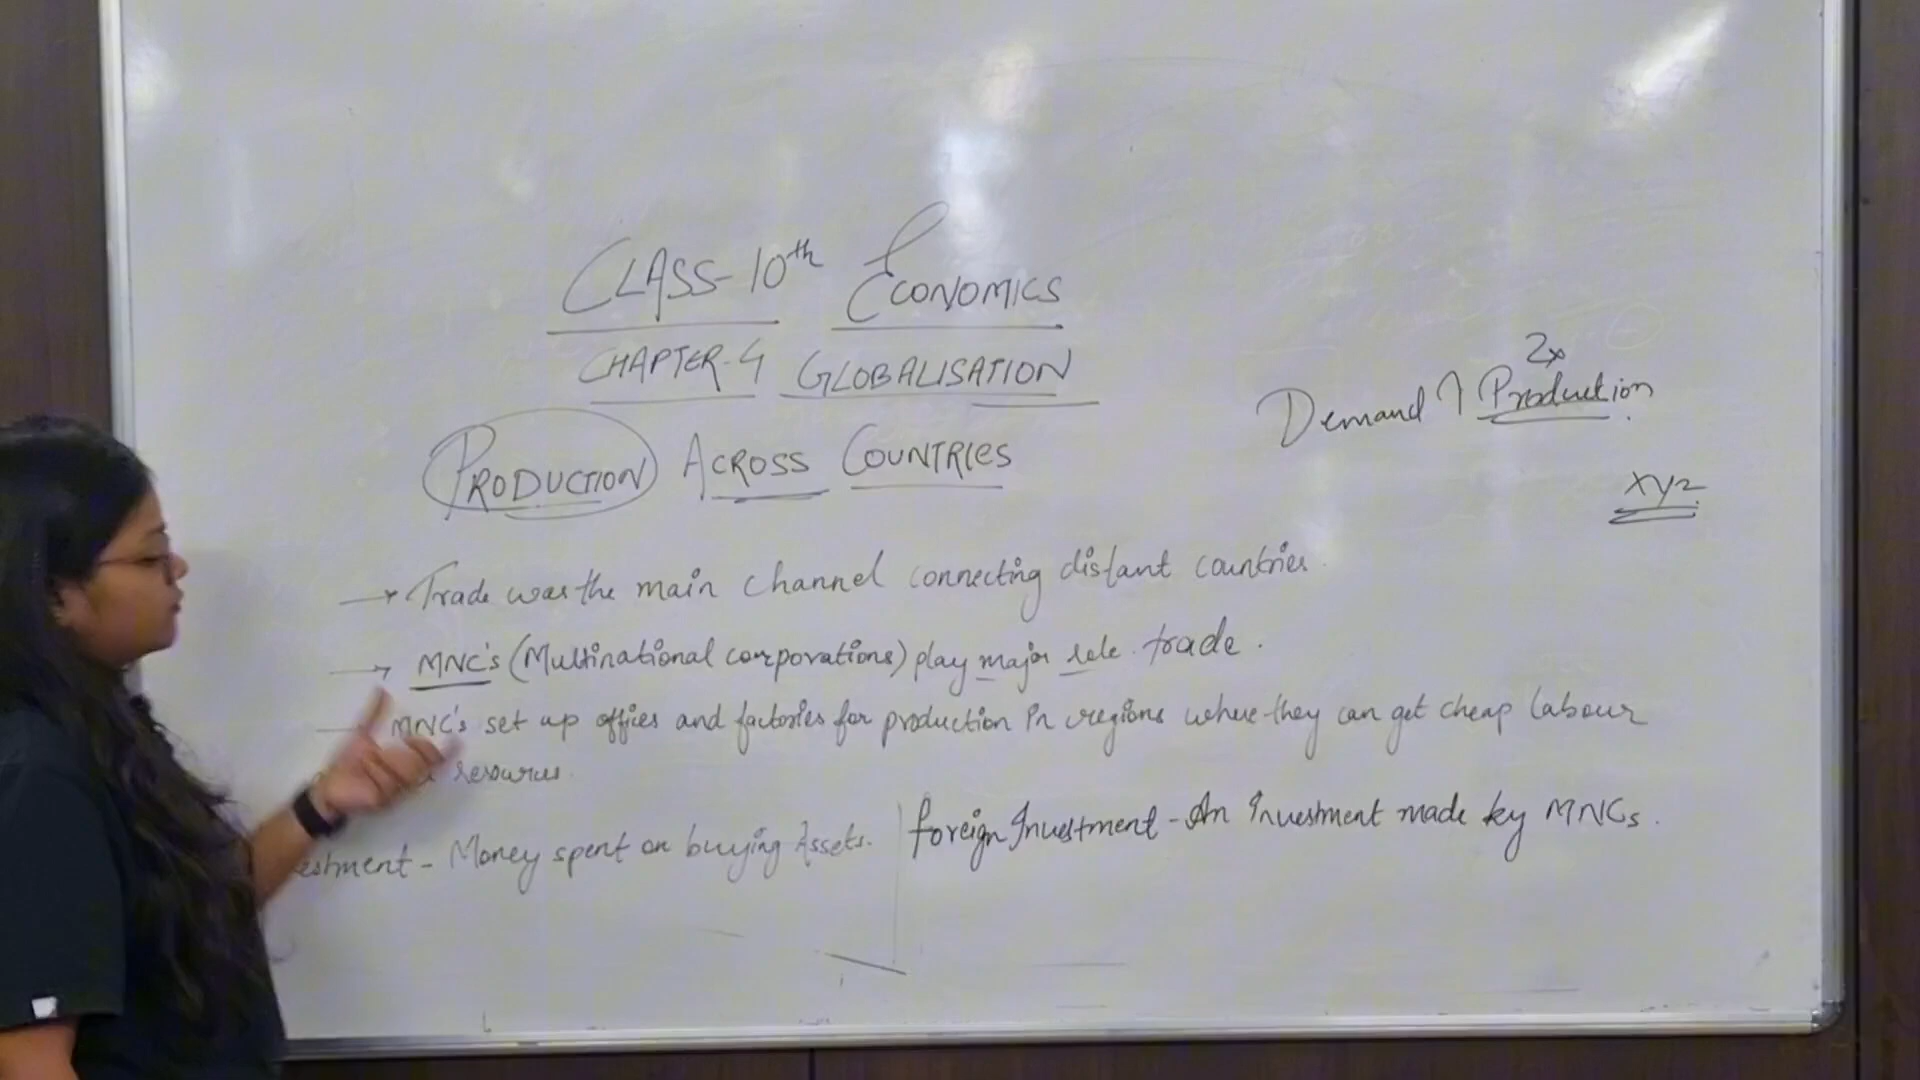 CLASS-10th ECONOMICS
CHAPTER-4 GLOBALISATION
PRODUCTION ACROSS COUNTRIES
2x
Demand ↑ Production
xyz
→ Trade was the main channel connecting distant countries.
→ MNC's (Multinational corporations) play major role trade.
MNC's set up offices and factories for production in regions where they can get cheap labour
resources.
estment - Money spent on buying Assets. | foreign Investment - An Investment made by MNCs.